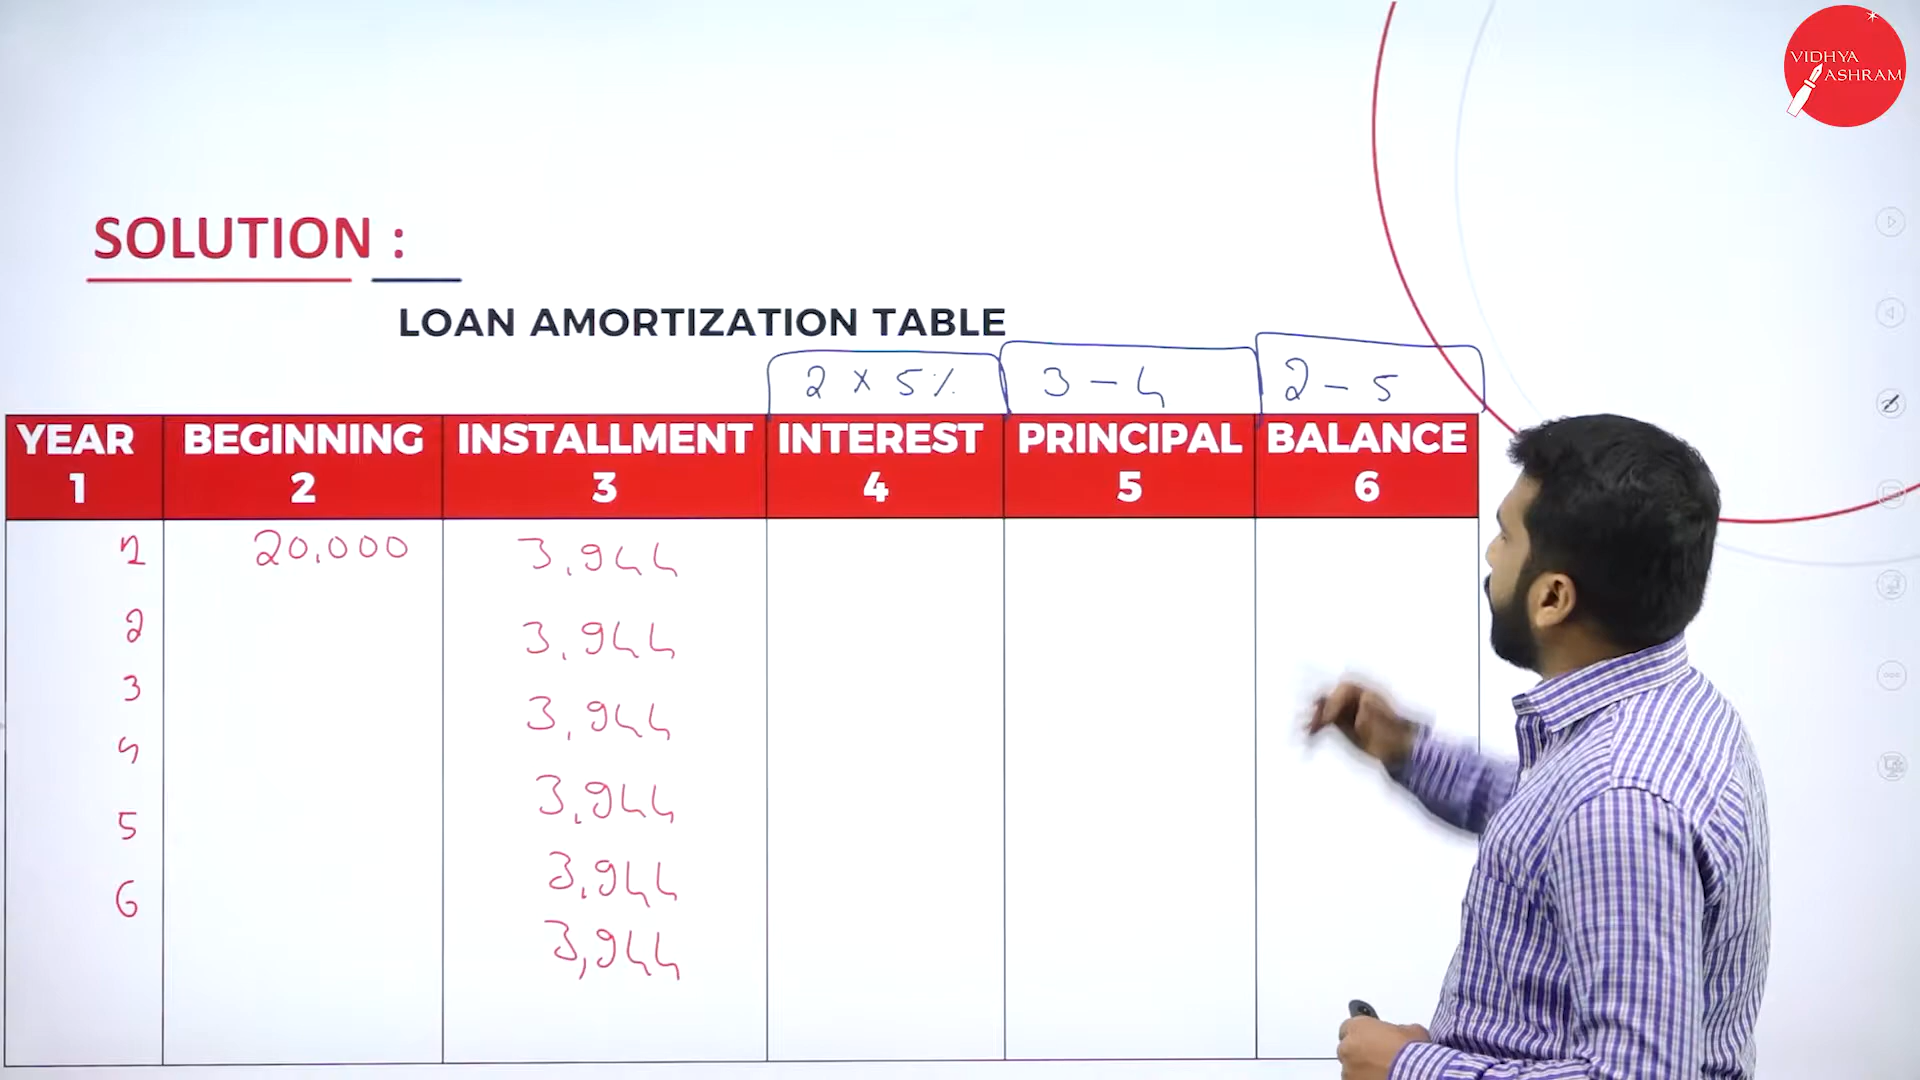 VIDHYA
ASHRAM
SOLUTION :
LOAN AMORTIZATION TABLE
2 × 5% 3 – 4 2 – 5
YEAR BEGINNING INSTALLMENT INTEREST PRINCIPAL BALANCE
1 2 3 4 5 6
1 20,000 3,944
2 3,944
3 3,944
4 3,944
5 3,944
6 3,944